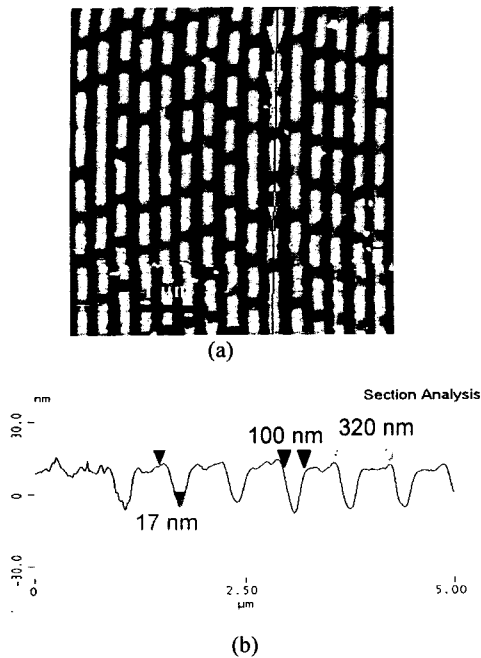 (a)
nm
Section Analysis
30.0
100 nm
320 nm
0
17 nm
-30.0
0
2.50
5.00
µm
(b)